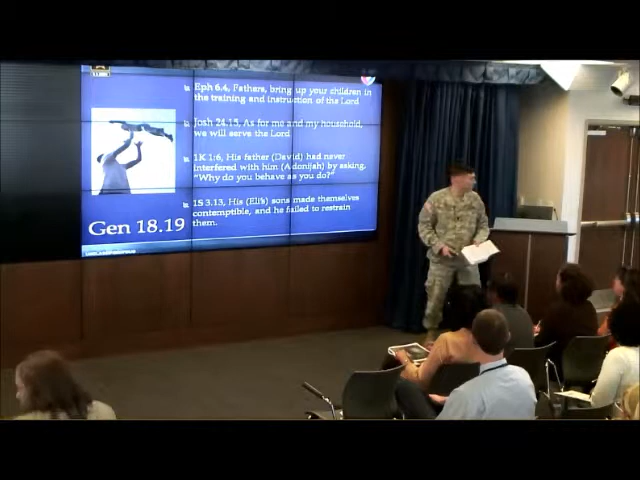 Eph 6.4, Fathers, bring up your children in
the training and instruction of the Lord
Josh 24.15, As for me and my household,
we will serve the Lord
1K 1:6, His father (David) had never
interfered with him (Adonijah) by asking,
"Why do you behave as you do?"
1S 3.13, His (Eli's) sons made themselves
contemptible, and he failed to restrain
them.
Gen 18.19